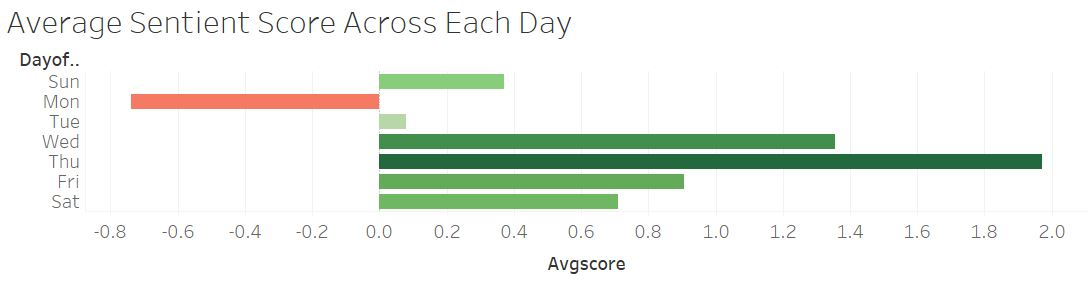 Average Sentient Score Across Each Day
Dayof..
Sun
Mon
Tue
Wed
Thu
Fri
Sat
-0.8 -0.6 -0.4 -0.2 0.0 0.2 0.4 0.6 0.8 1.0 1.2 1.4 1.6 1.8 2.0
Avgscore